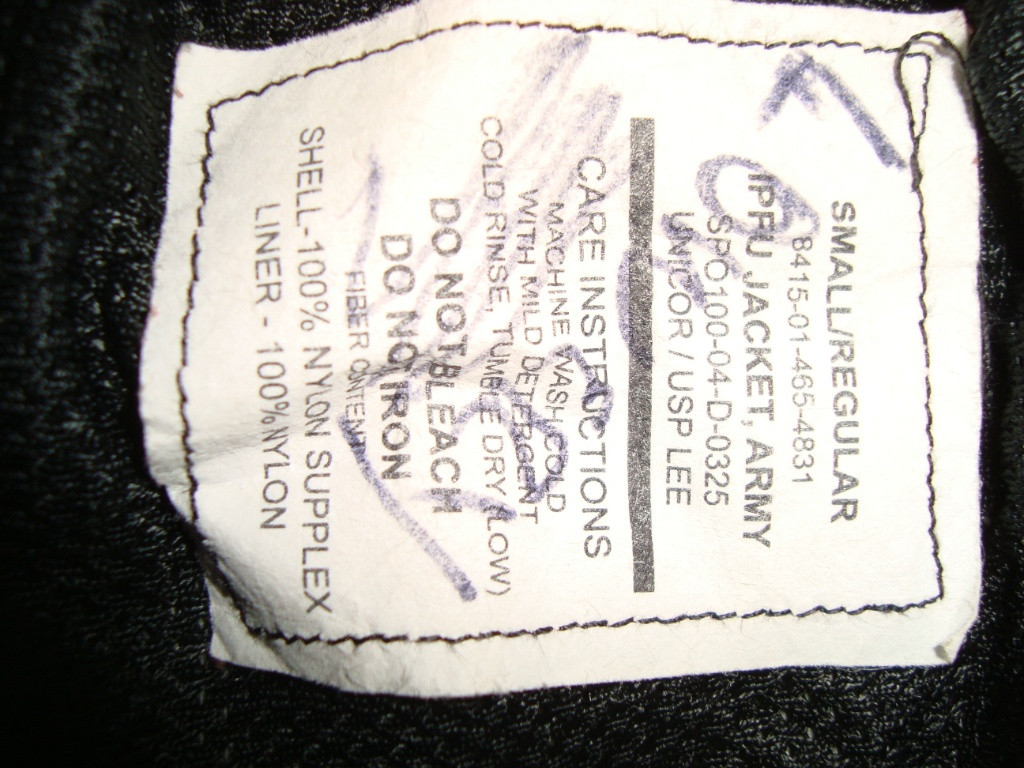 SMALL/REGULAR
8415-01-465-4831
IPFU JACKET, ARMY
SPO100-04-D-0325
UNICOR / USP LEE
CARE INSTRUCTIONS
MACHINE WASH COLD
WITH MILD DETERGENT
COLD RINSE, TUMBLE DRY (LOW)
DO NOT BLEACH
DO NOT IRON
FIBER CNTENT
SHELL-100% NYLON SUPPLEX
LINER - 100% NYLON